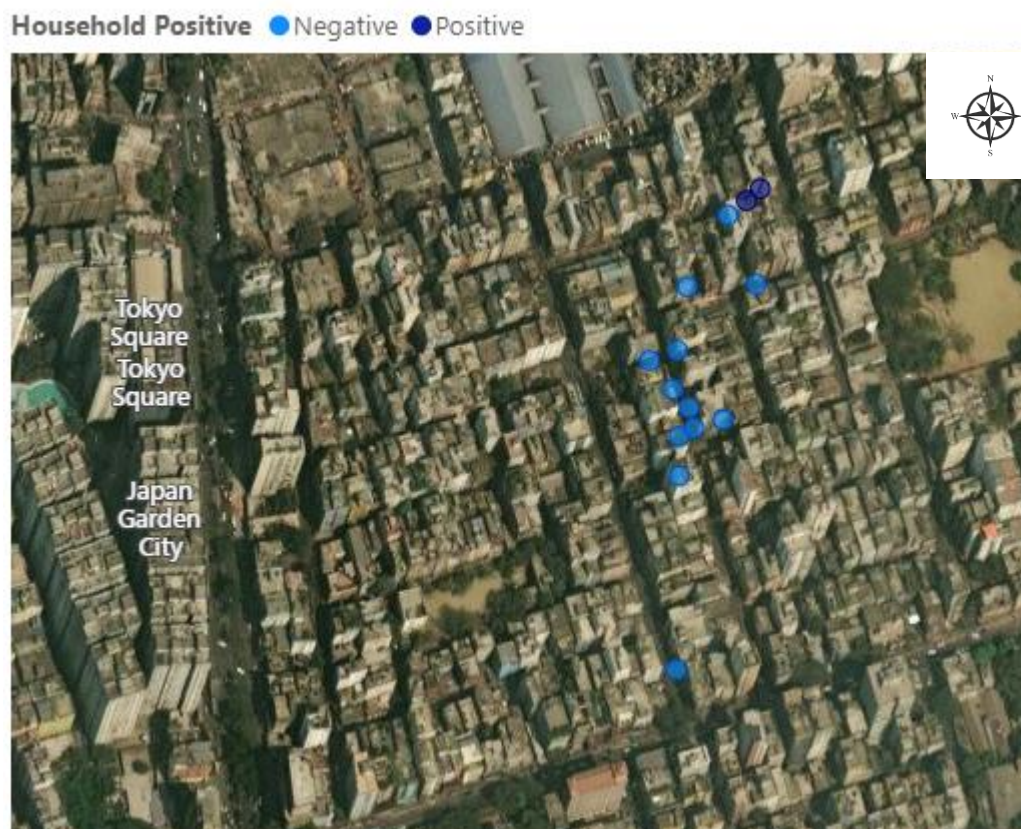 Household Positive Negative Positive
N
W
S
Tokyo
Square
Tokyo
Square
Japan
Garden
City